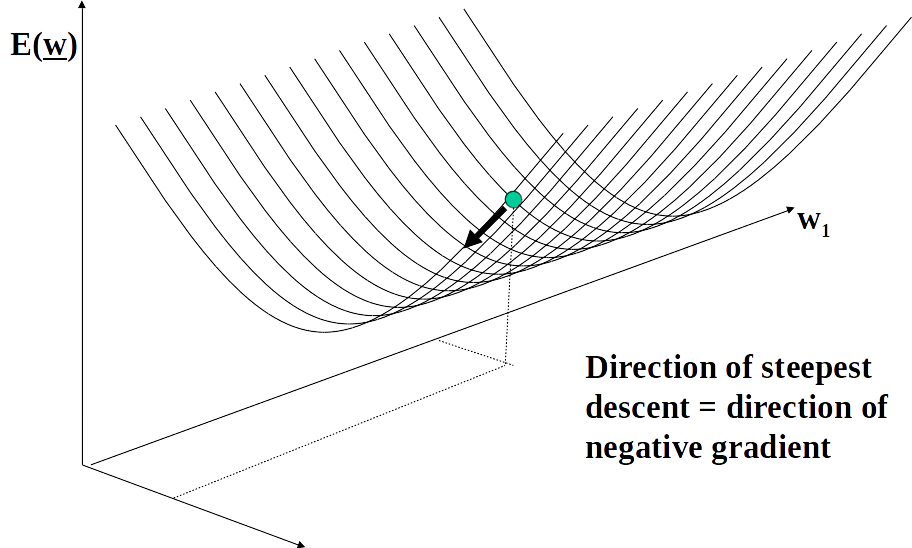 E(w)
w1
Direction of steepest
descent = direction of
negative gradient